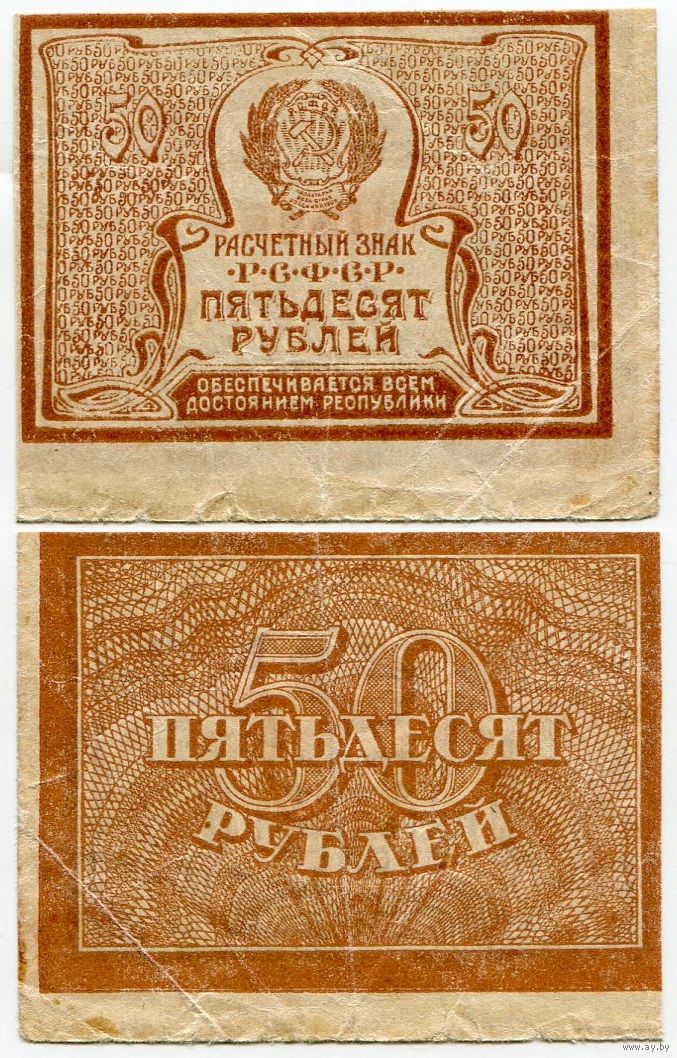 50 50
РАСЧЕТНЫЙ ЗНАК
·Р·С·Ф·С·Р·
ПЯТЬДЕСЯТ
РУБЛЕЙ
ОБЕСПЕЧИВАЕТСЯ ВСЕМ
ДОСТОЯНИЕМ РЕСПУБЛИКИ
50
ПЯТЬДЕСЯТ
РУБЛЕЙ
www.ay.by